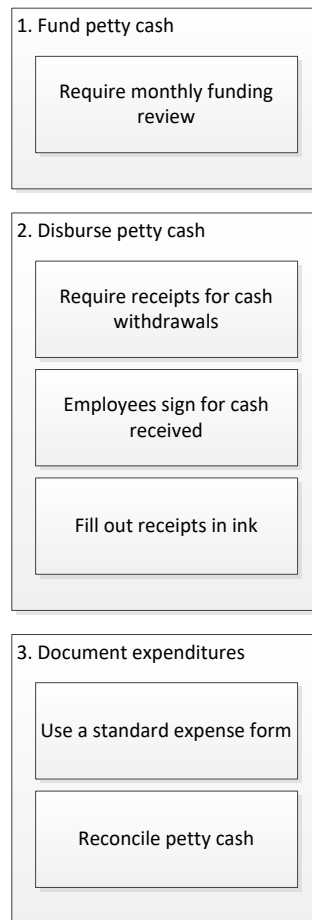 1. Fund petty cash
Require monthly funding
review
2. Disburse petty cash
Require receipts for cash
withdrawals
Employees sign for cash
received
Fill out receipts in ink
3. Document expenditures
Use a standard expense form
Reconcile petty cash